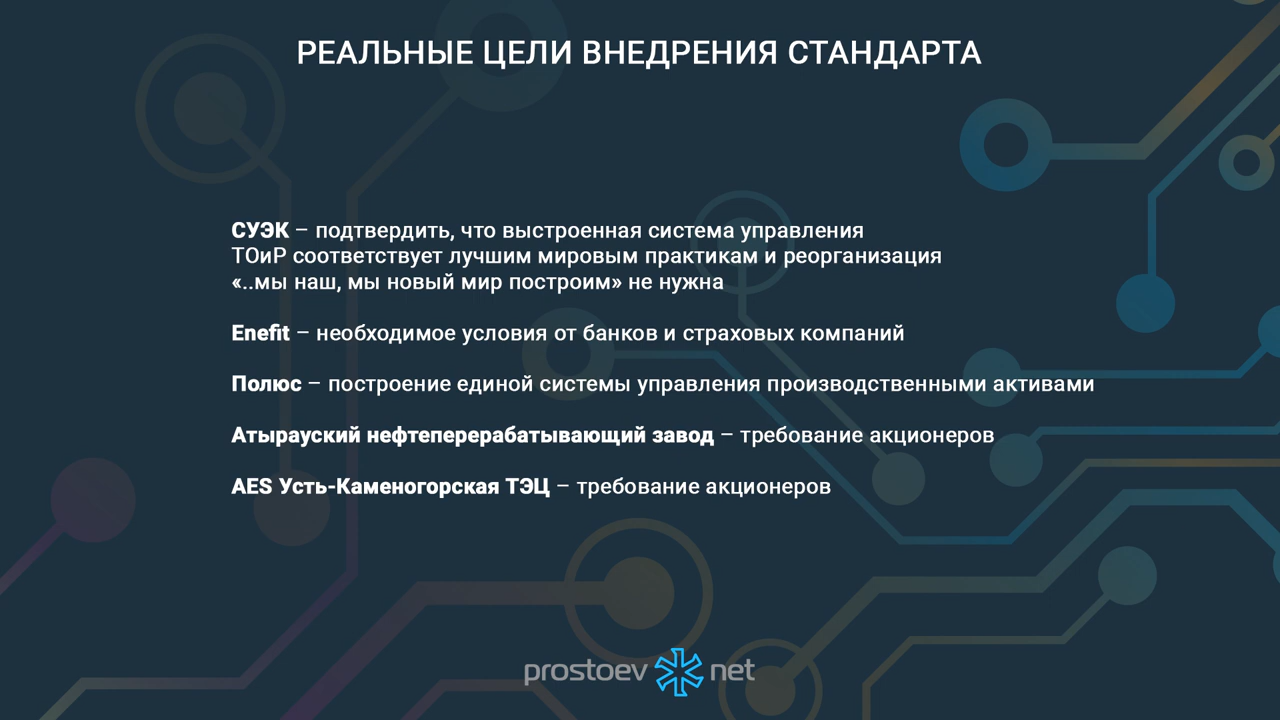 РЕАЛЬНЫЕ ЦЕЛИ ВНЕДРЕНИЯ СТАНДАРТА
СУЭК – подтвердить, что выстроенная система управления
ТОиР соответствует лучшим мировым практикам и реорганизация
«..мы наш, мы новый мир построим» не нужна
Enefit – необходимое условия от банков и страховых компаний
Полюс – построение единой системы управления производственными активами
Атырауский нефтеперерабатывающий завод – требование акционеров
AES Усть-Каменогорская ТЭЦ – требование акционеров
prostoev net